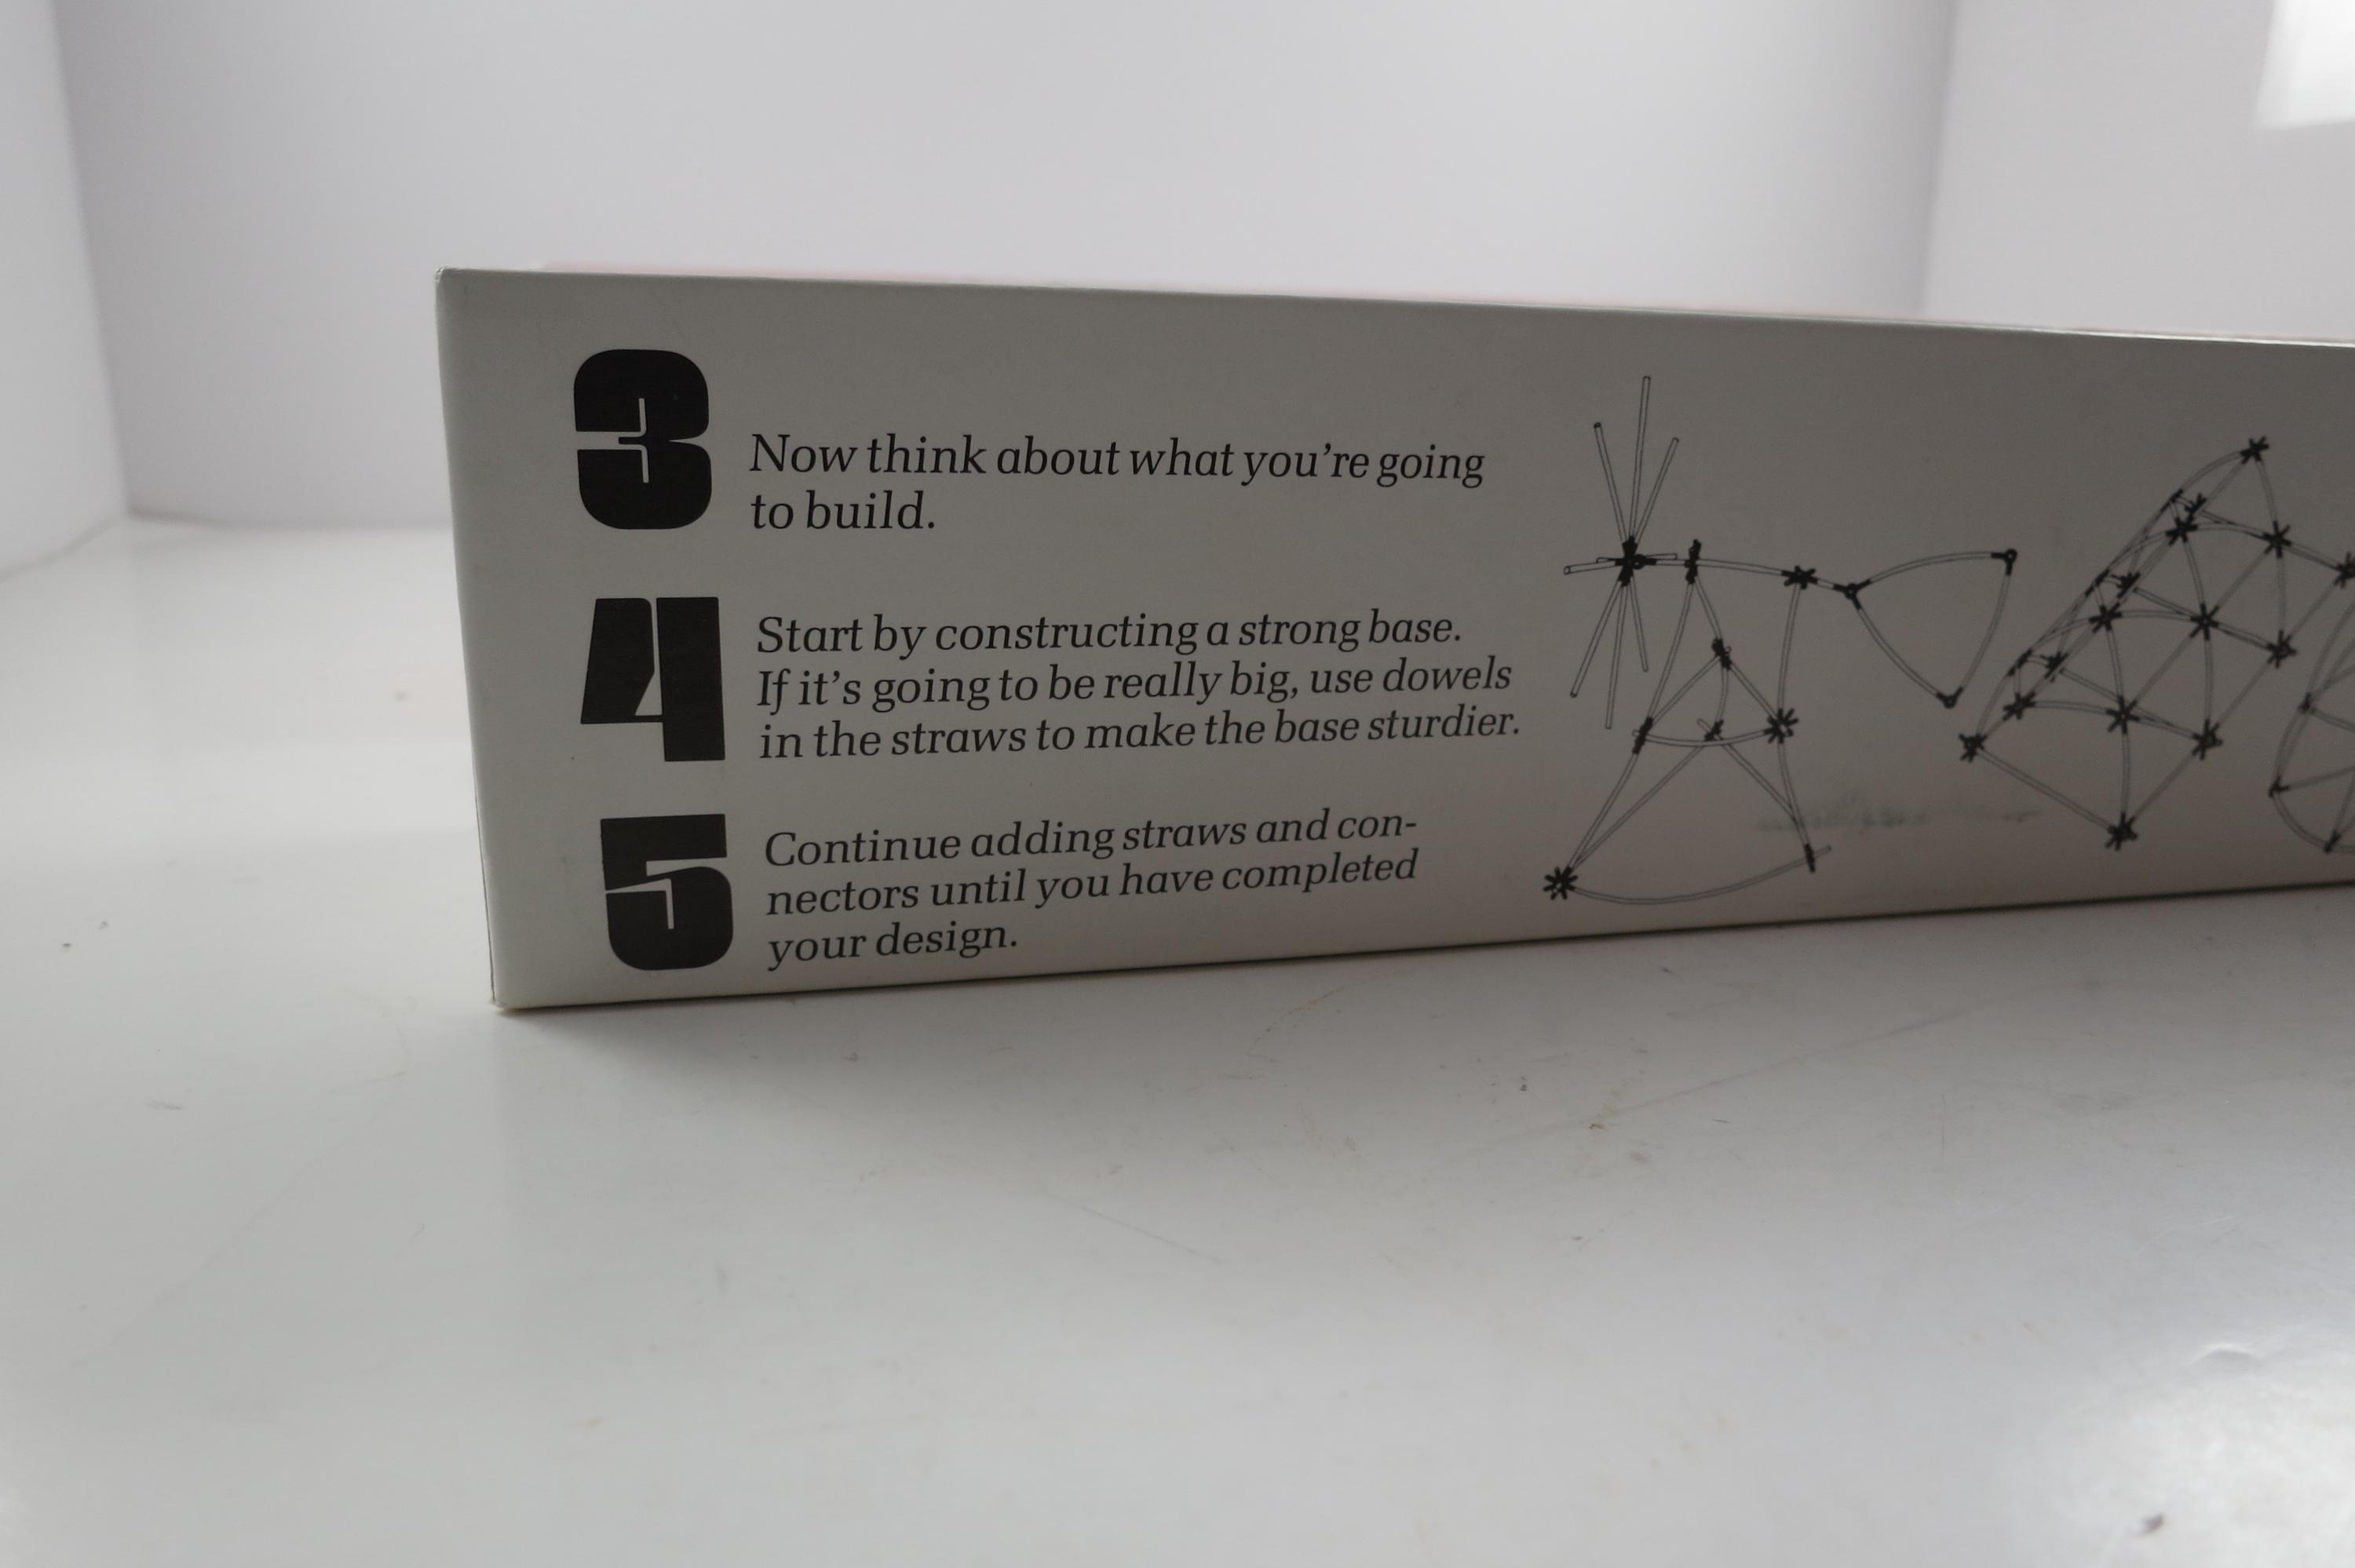 3
Now think about what you're going
to build.
4
Start by constructing a strong base.
If it's going to be really big, use dowels
in the straws to make the base sturdier.
5
Continue adding straws and con-
nectors until you have completed
your design.